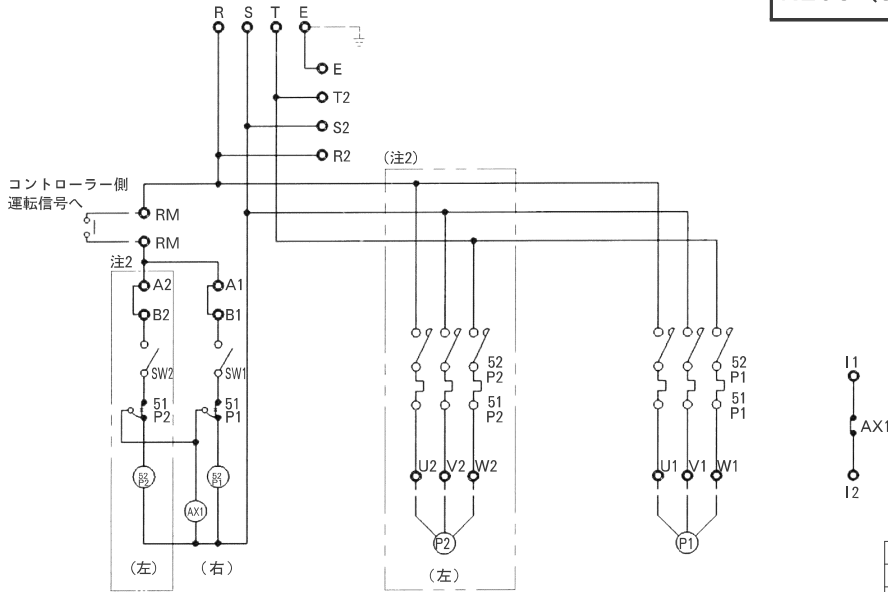 R S T E
E
T2
S2
R2
(注2)
コントローラー側
運転信号へ
RM
RM
注2
A2 A1
B2 B1
SW2 SW1
51 51
P2 P1
52 52
P2 P1
AX1
(左) (右)
52
P2
51
P2
U2 V2 W2
P2
(左)
52
P1
51
P1
U1 V1 W1
P1
I1
AX1
I2